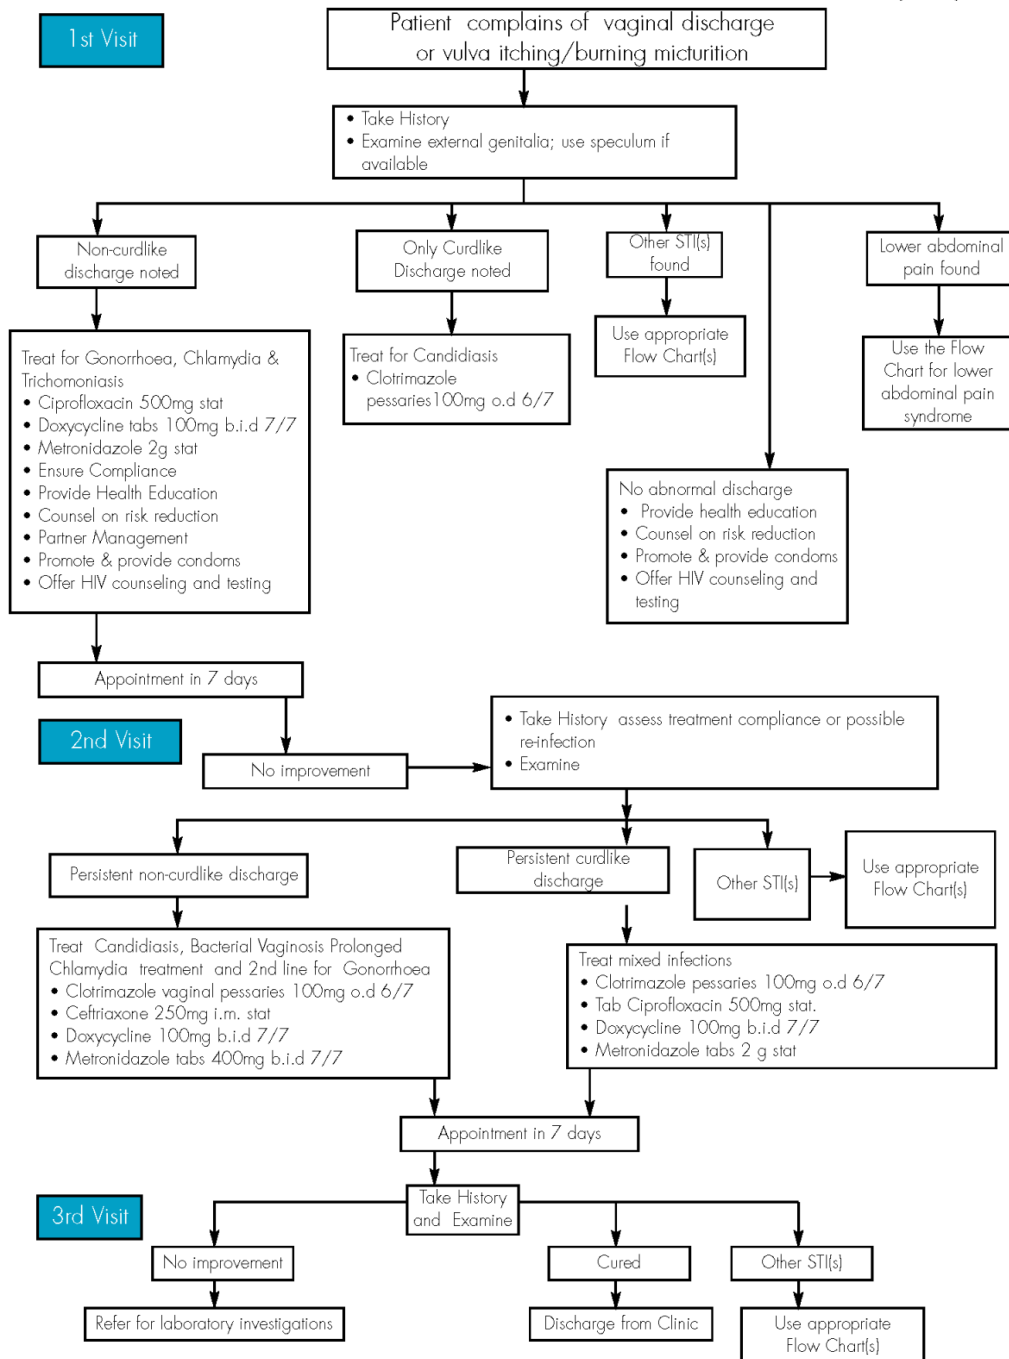 1st Visit
Patient complains of vaginal discharge
or vulva itching/burning micturition
• Take History
• Examine external genitalia; use speculum if
available
Non-curdlike
discharge noted
Only Curdlike
Discharge noted
Other STI(s)
found
Lower abdominal
pain found
Treat for Gonorrhoea, Chlamydia &
Trichomoniasis
• Ciprofloxacin 500mg stat
• Doxycycline tabs 100mg b.i.d 7/7
• Metronidazole 2g stat
• Ensure Compliance
• Provide Health Education
• Counsel on risk reduction
• Partner Management
• Promote & provide condoms
• Offer HIV counseling and testing
Treat for Candidiasis
• Clotrimazole
pessaries100mg o.d 6/7
Use appropriate
Flow Chart(s)
Use the Flow
Chart for lower
abdominal pain
syndrome
No abnormal discharge
• Provide health education
• Counsel on risk reduction
• Promote & provide condoms
• Offer HIV counseling and
testing
Appointment in 7 days
2nd Visit
No improvement
• Take History assess treatment compliance or possible
re-infection
• Examine
Persistent non-curdlike discharge
Persistent curdlike
discharge
Other STI(s)
Use appropriate
Flow Chart(s)
Treat Candidiasis, Bacterial Vaginosis Prolonged
Chlamydia treatment and 2nd line for Gonorrhoea
• Clotrimazole vaginal pessaries 100mg o.d 6/7
• Ceftriaxone 250mg i.m. stat
• Doxycycline 100mg b.i.d 7/7
• Metronidazole tabs 400mg b.i.d 7/7
Treat mixed infections
• Clotrimazole pessaries 100mg o.d 6/7
• Tab Ciprofloxacin 500mg stat.
• Doxycycline 100mg b.i.d 7/7
• Metronidazole tabs 2 g stat
Appointment in 7 days
3rd Visit
Take History
and Examine
No improvement
Cured
Other STI(s)
Refer for laboratory investigations
Discharge from Clinic
Use appropriate
Flow Chart(s)